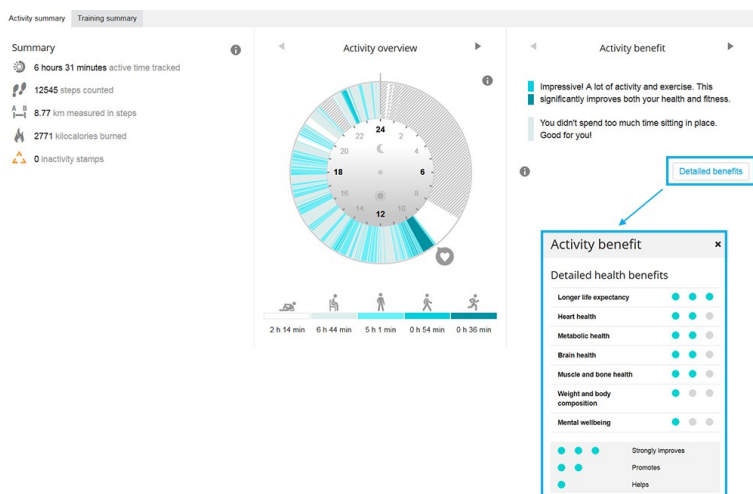 Activity summary
Training summary
Summary
6 hours 31 minutes active time tracked
12545 steps counted
A B
8.77 km measured in steps
2771 kilocalories burned
0 inactivity stamps
Activity overview
24
22 2
20 4
18 6
16 8
14 10
12
2 h 14 min 6 h 44 min 5 h 1 min 0 h 54 min 0 h 36 min
Activity benefit
Impressive! A lot of activity and exercise. This
significantly improves both your health and fitness.
You didn't spend too much time sitting in place.
Good for you!
Detailed benefits
Activity benefit ×
Detailed health benefits
Longer life expectancy
Heart health
Metabolic health
Brain health
Muscle and bone health
Weight and body
composition
Mental wellbeing
Strongly improves
Promotes
Helps